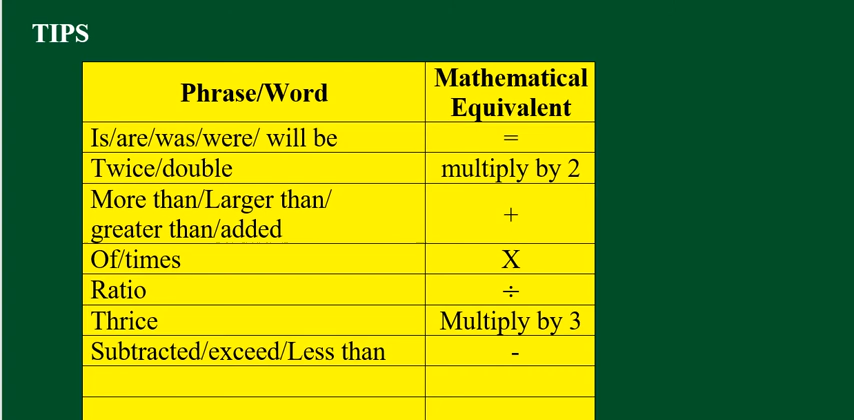 TIPS
Phrase/Word
Mathematical
Equivalent
Is/are/was/were/ will be
=
Twice/double
multiply by 2
More than/Larger than/
greater than/added
+
Of/times
X
Ratio
÷
Thrice
Multiply by 3
Subtracted/exceed/Less than
-